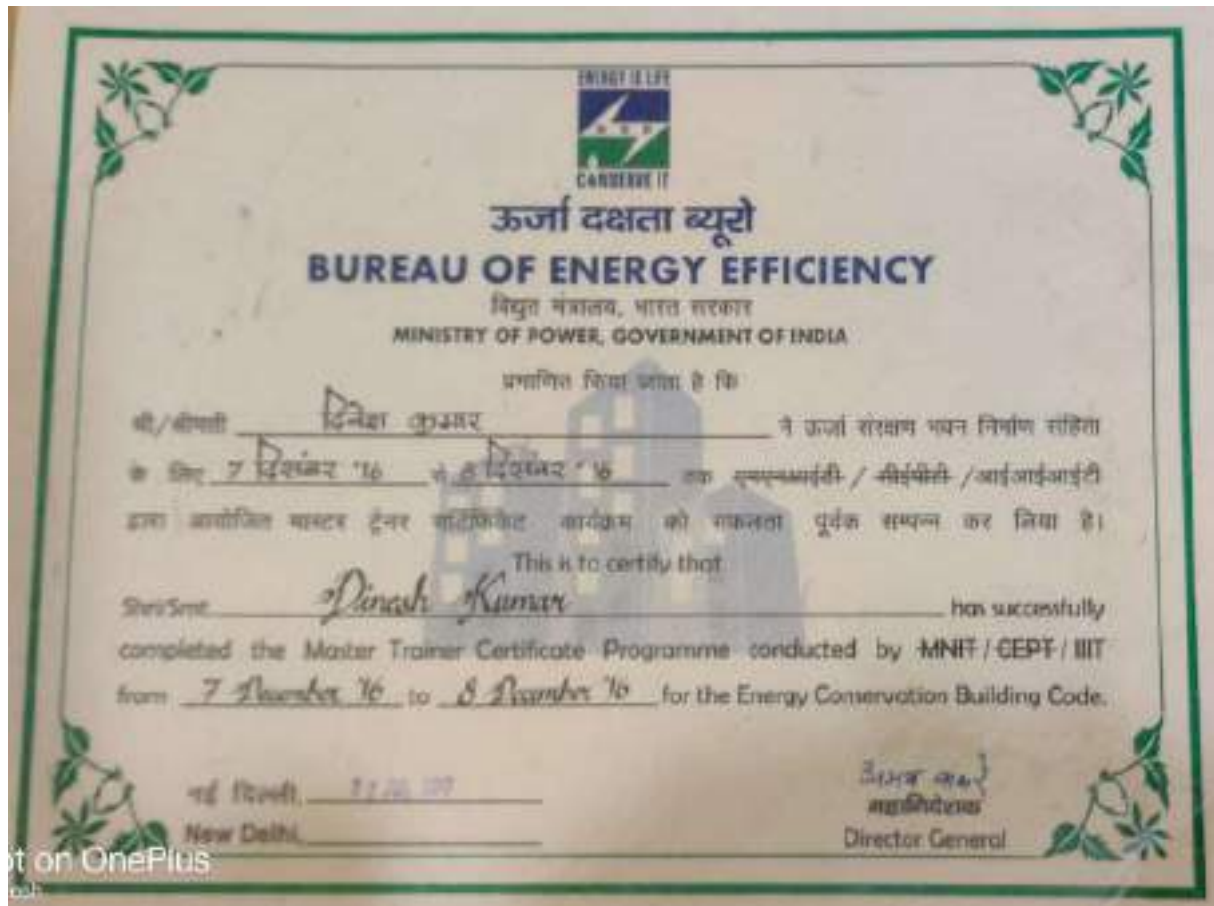 ENERGY IS LIFE
CONSERVE IT
ऊर्जा दक्षता ब्यूरो
BUREAU OF ENERGY EFFICIENCY
विद्युत मंत्रालय, भारत सरकार
MINISTRY OF POWER, GOVERNMENT OF INDIA
प्रमाणित किया जाता है कि
श्री/श्रीमती दिनेश कुमार ने ऊर्जा संरक्षण भवन निर्माण संहिता
के लिए 7 दिसंबर '16 से 8 दिसम्बर '16 तक एमएनआईटी / सीईपीटी /आईआईआईटी
द्वारा आयोजित मास्टर ट्रेनर सर्टिफिकेट कार्यक्रम को सफलता पूर्वक सम्पन्न कर लिया है।
This is to certify that
Shri/Smt. Dinesh Kumar has successfully
completed the Master Trainer Certificate Programme conducted by MNIT / CEPT / IIIT
from 7 December '16 to 8 December '16 for the Energy Conservation Building Code.
नई दिल्ली,
महानिदेशक
New Delhi,
Director General
ot on OnePlus